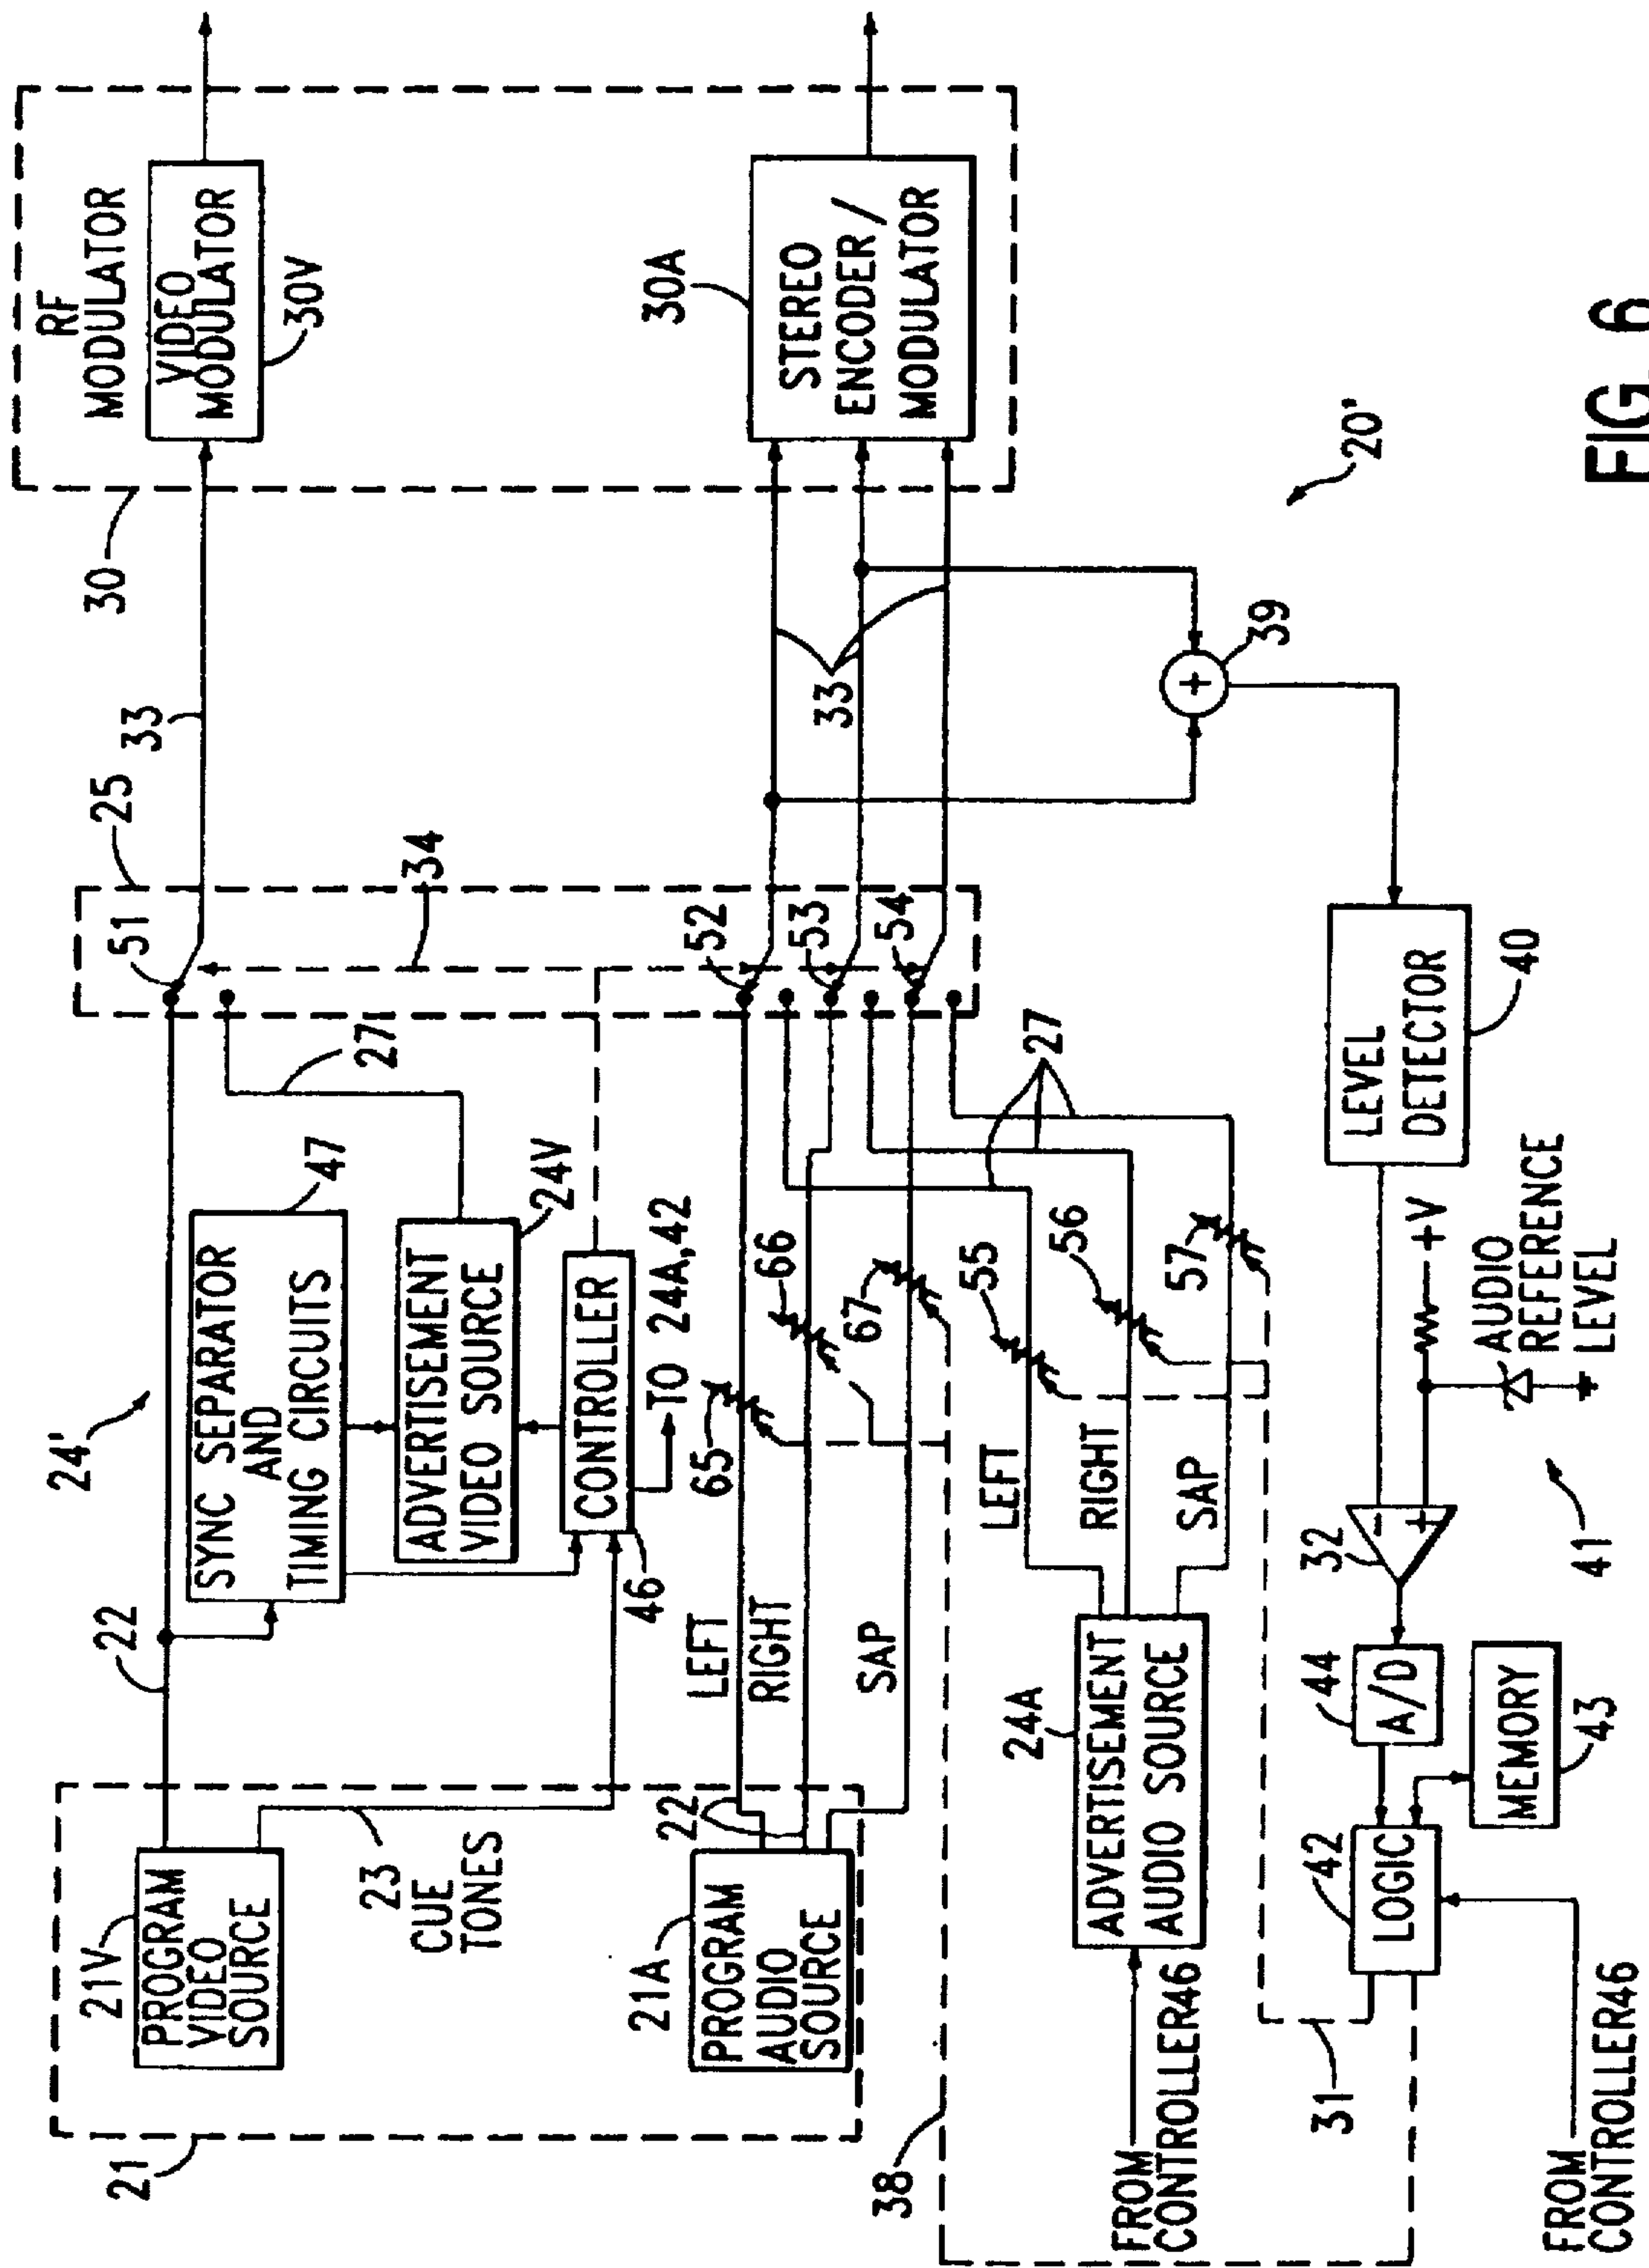 RF
MODULATOR
VIDEO
MODULATOR
30V
30
33
25
51
34
24'
22
SYNC SEPARATOR
AND
TIMING CIRCUITS
47
27
ADVERTISEMENT
VIDEO SOURCE
24V
CONTROLLER
46
TO 24A,42
21V
PROGRAM
VIDEO
SOURCE
23
CUE
TONES
21
21A
PROGRAM
AUDIO
SOURCE
22
LEFT
RIGHT
SAP
65
66
67
52
53
54
33
30A
STEREO
ENCODER /
MODULATOR
27
24A
ADVERTISEMENT
AUDIO SOURCE
LEFT
RIGHT
SAP
55
56
57
FROM
CONTROLLER46
38
39
20'
LEVEL
DETECTOR
40
+V
AUDIO
REFERENCE
LEVEL
-
+
32
41
44
A/D
42
LOGIC
MEMORY
43
31
FROM
CONTROLLER46
+
FIG. 6